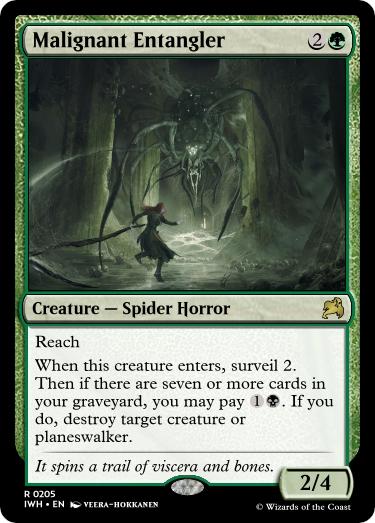 Malignant Entangler 2
Creature — Spider Horror
Reach
When this creature enters, surveil 2.
Then if there are seven or more cards in
your graveyard, you may pay 1. If you
do, destroy target creature or
planeswalker.
It spins a trail of viscera and bones.
2/4
R 0205
IWH • EN VEERA-HOKKANEN
© Wizards of the Coast